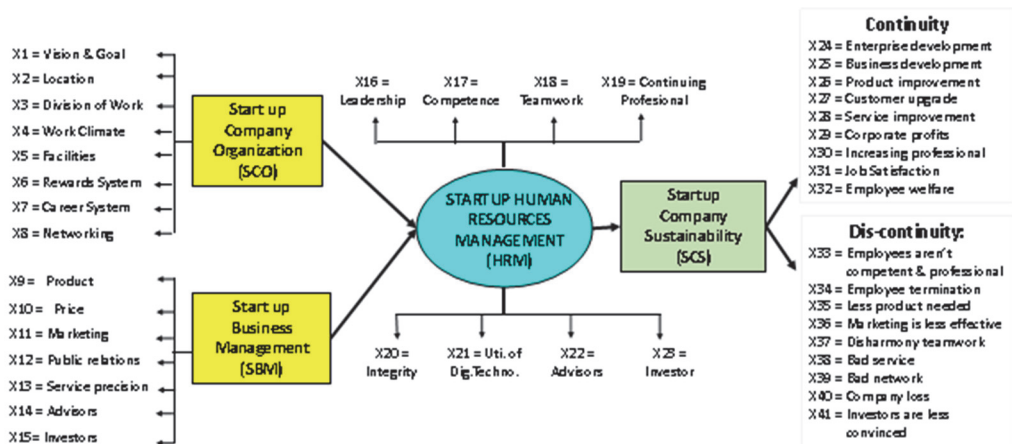 X1 = Vision & Goal
X2 = Location
X3 = Division of Work
X4 = Work Climate
X5 = Facilities
X6 = Rewards System
X7 = Career System
X8 = Networking
X9 = Product
X10 = Price
X11 = Marketing
X12 = Public relations
X13 = Service precision
X14 = Advisors
X15 = Investors
Start up
Company
Organization
(SCO)
Start up
Business
Management
(SBM)
X16 =
Leadership
X17 =
Competence
X18 =
Teamwork
X19 = Continuing
Profesional
STARTUP HUMAN
RESOURCES
MANAGEMENT
(HRM)
X20 =
Integrity
X21 = Uti. of
Dig.Techno.
X22 =
Advisors
X23 =
Investor
Startup
Company
Sustainability
(SCS)
Continuity
X24 = Enterprise development
X25 = Business development
X26 = Product improvement
X27 = Customer upgrade
X28 = Service improvement
X29 = Corporate profits
X30 = Increasing professional
X31 = Job Satisfaction
X32 = Employee welfare
Dis-continuity:
X33 = Employees aren't
competent & professional
X34 = Employee termination
X35 = Less product needed
X36 = Marketing is less effective
X37 = Disharmony teamwork
X38 = Bad service
X39 = Bad network
X40 = Company loss
X41 = Investors are less
convinced